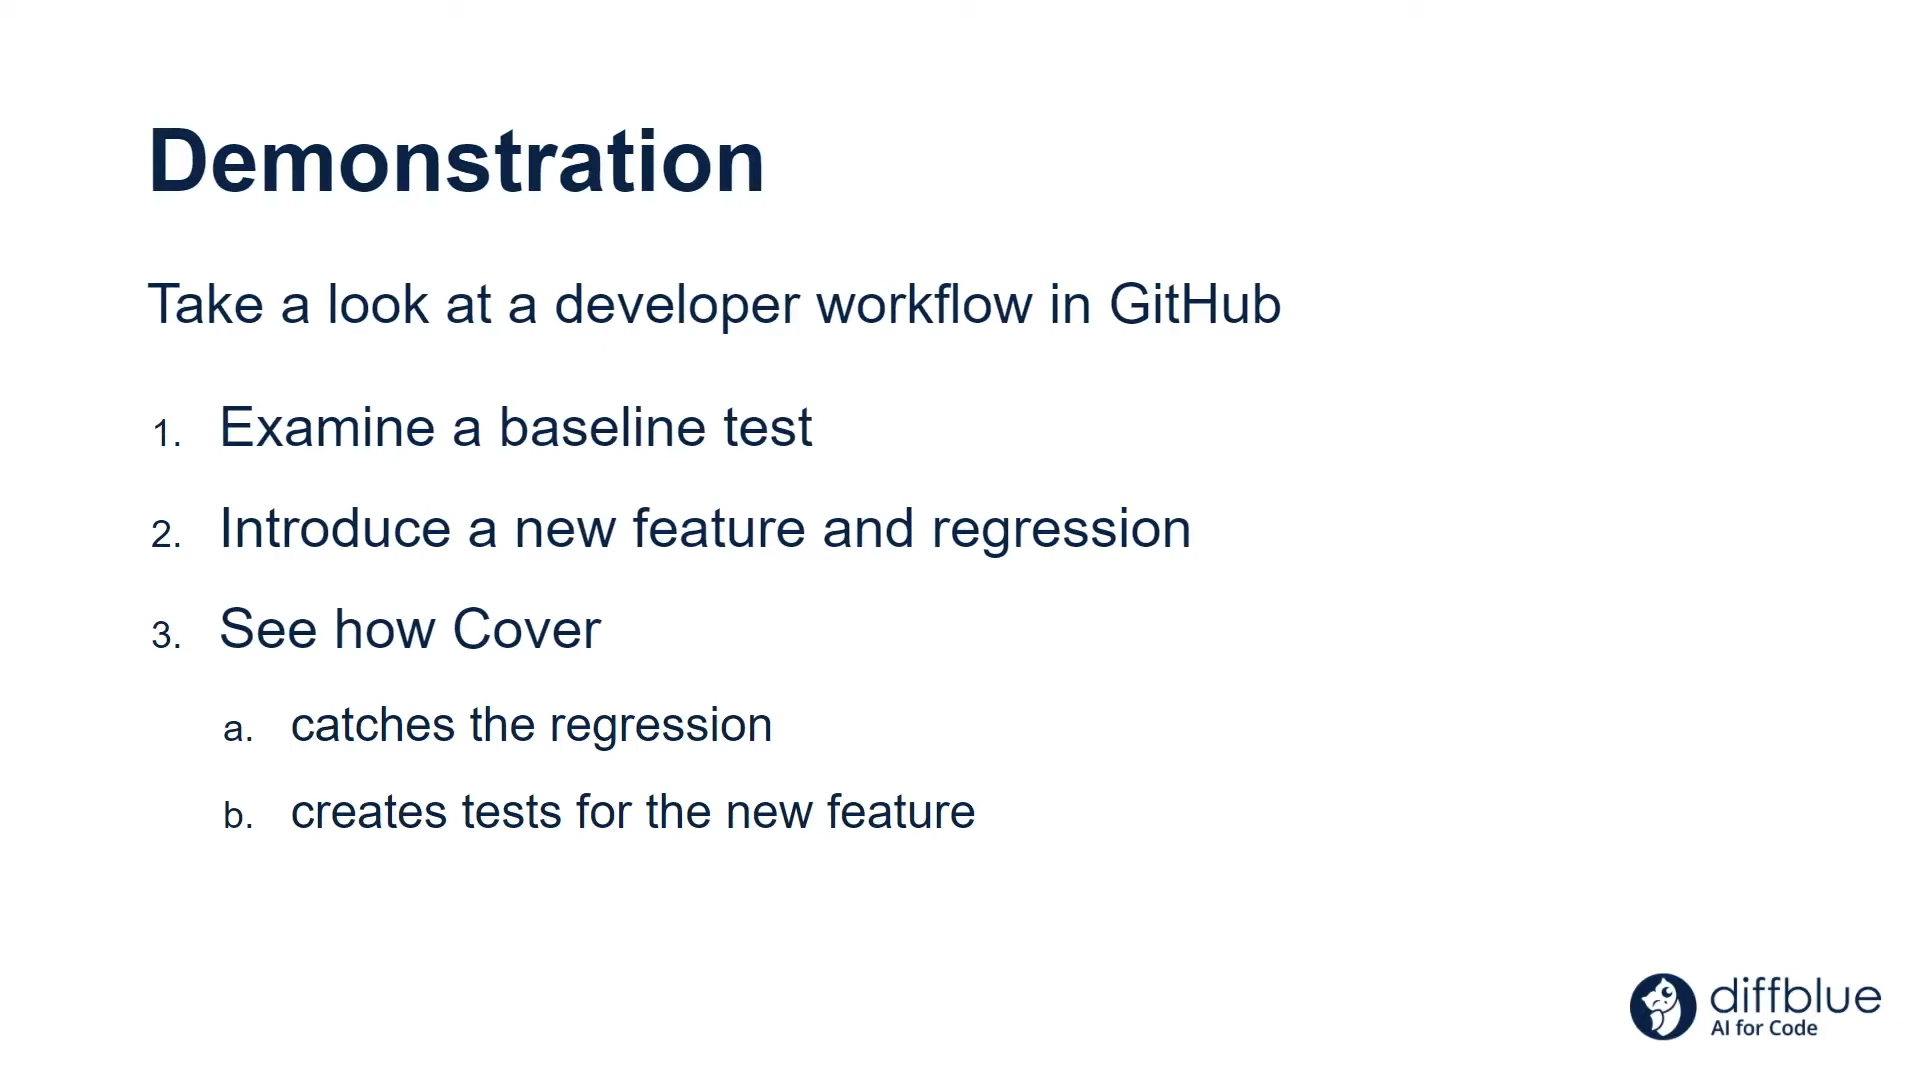 Demonstration
Take a look at a developer workflow in GitHub
1. Examine a baseline test
2. Introduce a new feature and regression
3. See how Cover
a. catches the regression
b. creates tests for the new feature
diffblue
AI for Code